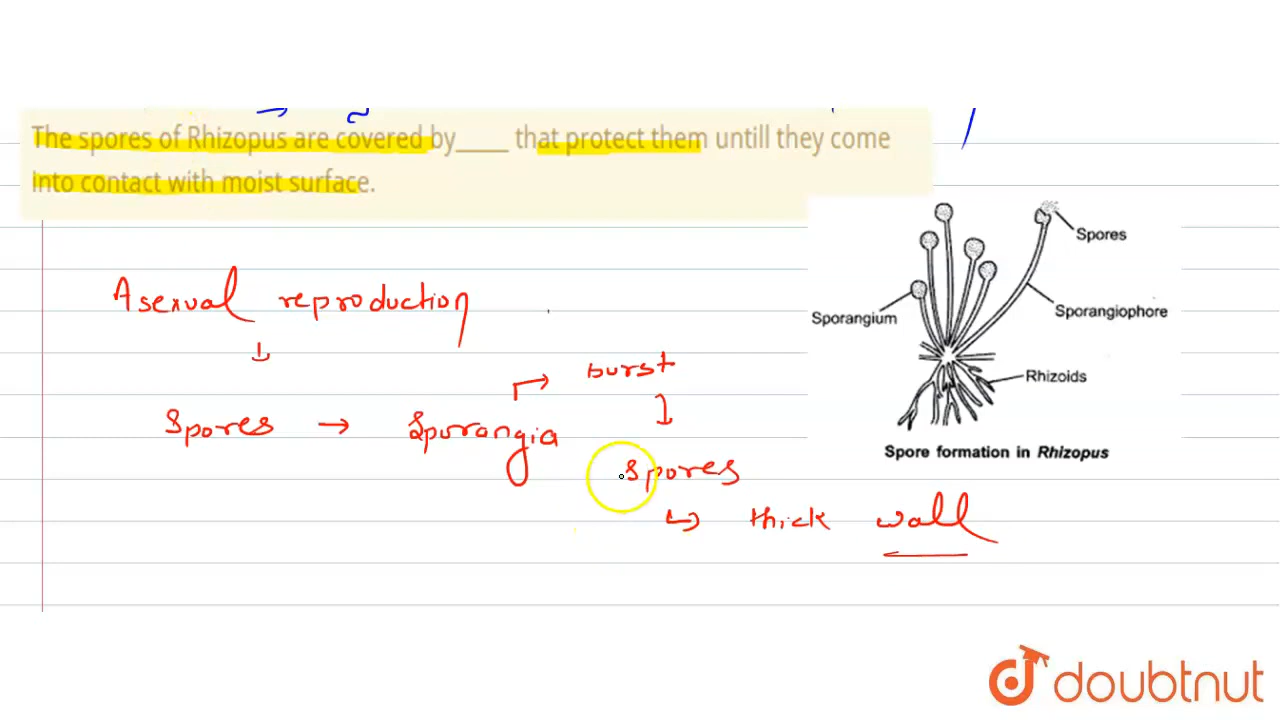 The spores of Rhizopus are covered by____ that protect them untill they come
into contact with moist surface.
Spores
Sporangium
Sporangiophore
Rhizoids
Spore formation in Rhizopus
Asexual reproduction
burst
Spores → Sporangia
Spores
thick wall
doubtnut